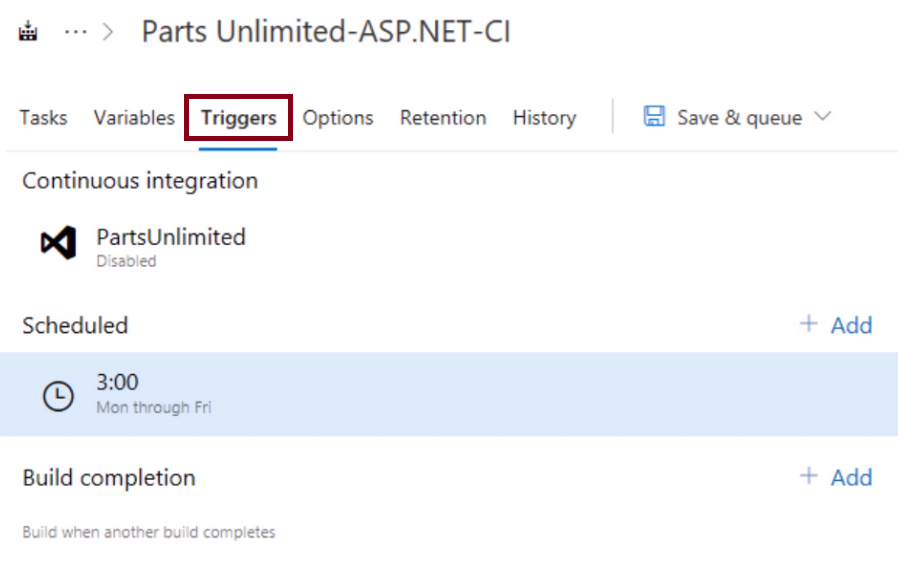 ... > Parts Unlimited-ASP.NET-CI
Tasks Variables Triggers Options Retention History Save & queue
Continuous integration
PartsUnlimited
Disabled
Scheduled + Add
3:00
Mon through Fri
Build completion + Add
Build when another build completes